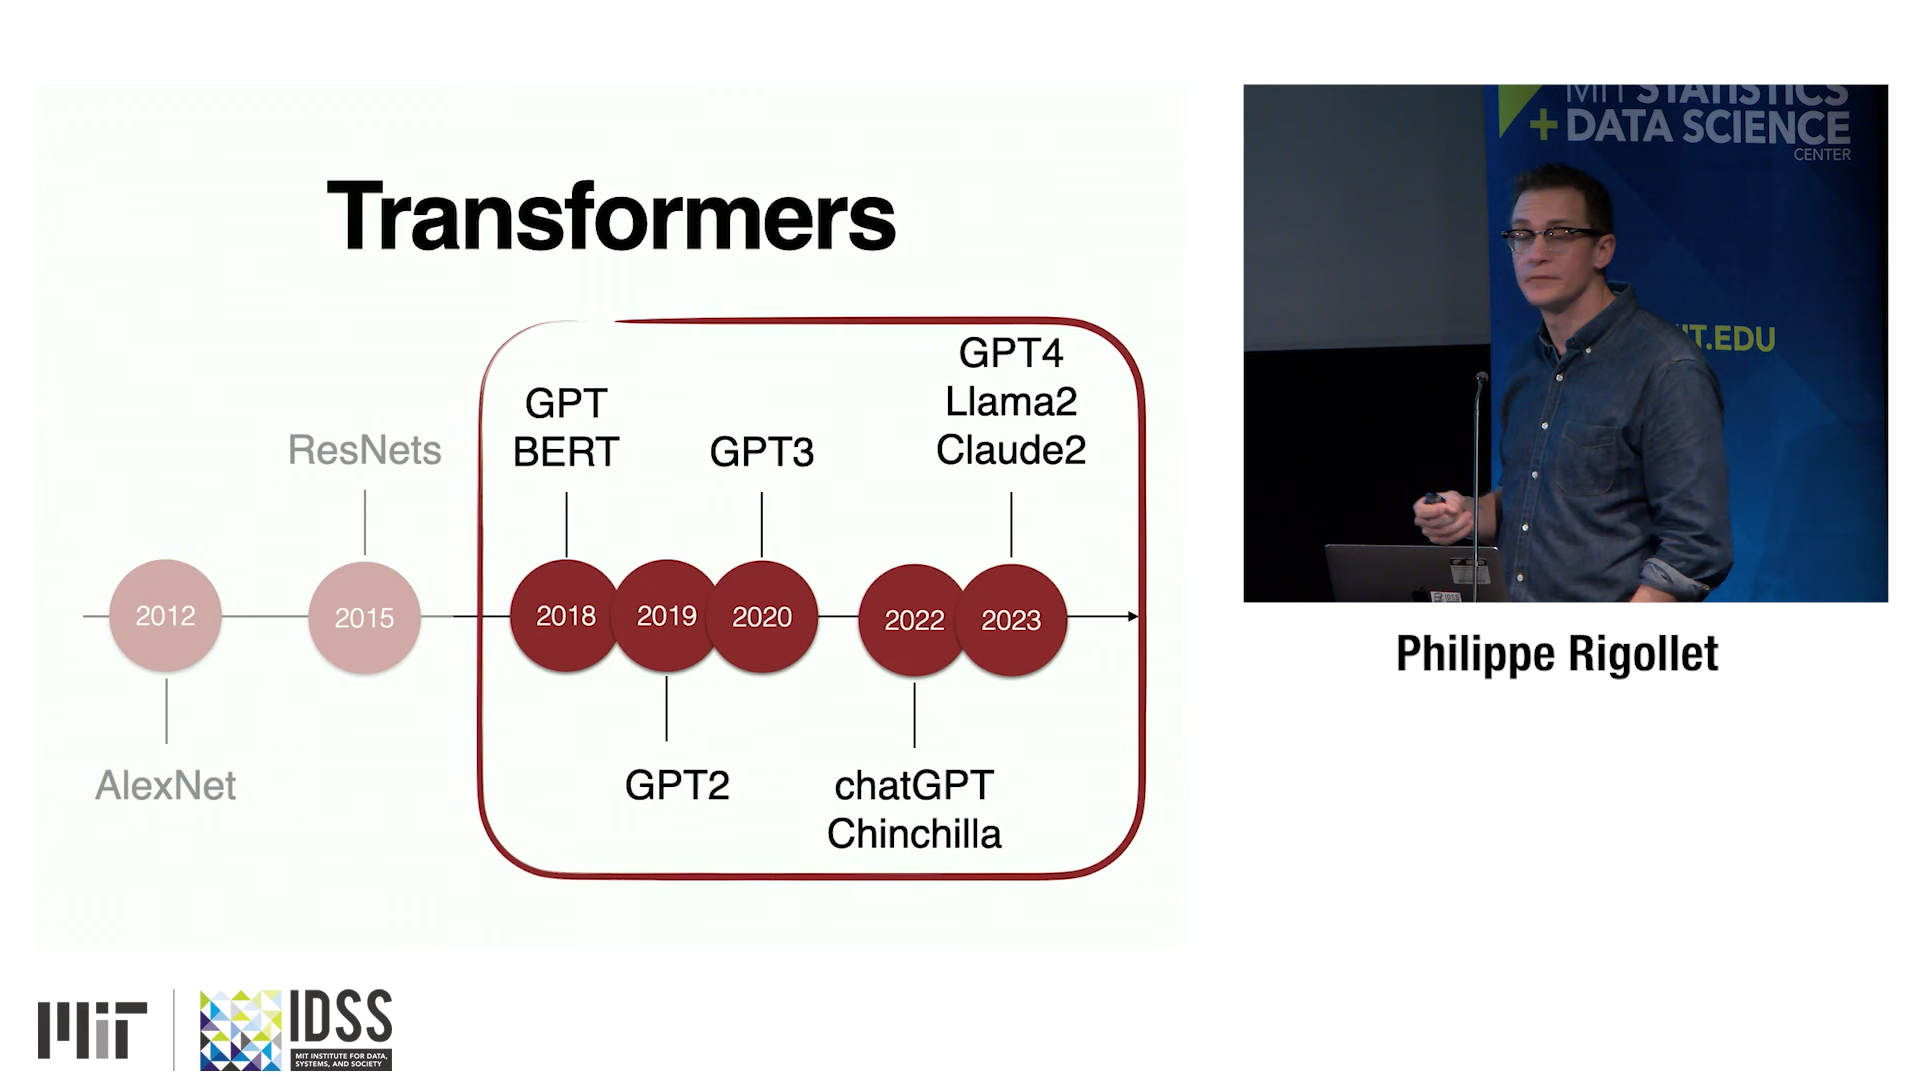 Transformers
GPT4
Llama2
Claude2
GPT
BERT
GPT3
ResNets
2012
2015
2018
2019
2020
2022
2023
AlexNet
GPT2
chatGPT
Chinchilla
MIT STATISTICS
+ DATA SCIENCE
CENTER
IT.EDU
IDSS
Philippe Rigollet
MIT
IDSS
MIT INSTITUTE FOR DATA,
SYSTEMS, AND SOCIETY